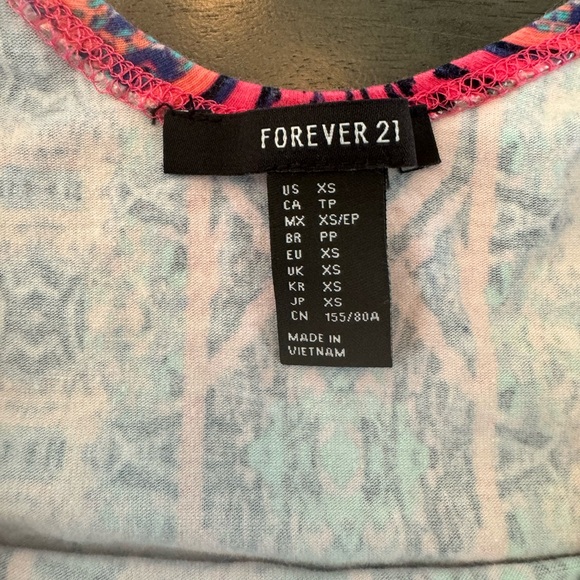 FOREVER 21
US XS
CA TP
MX XS/EP
BR PP
EU XS
UK XS
KR XS
JP XS
CN 155/80A
MADE IN
VIETNAM